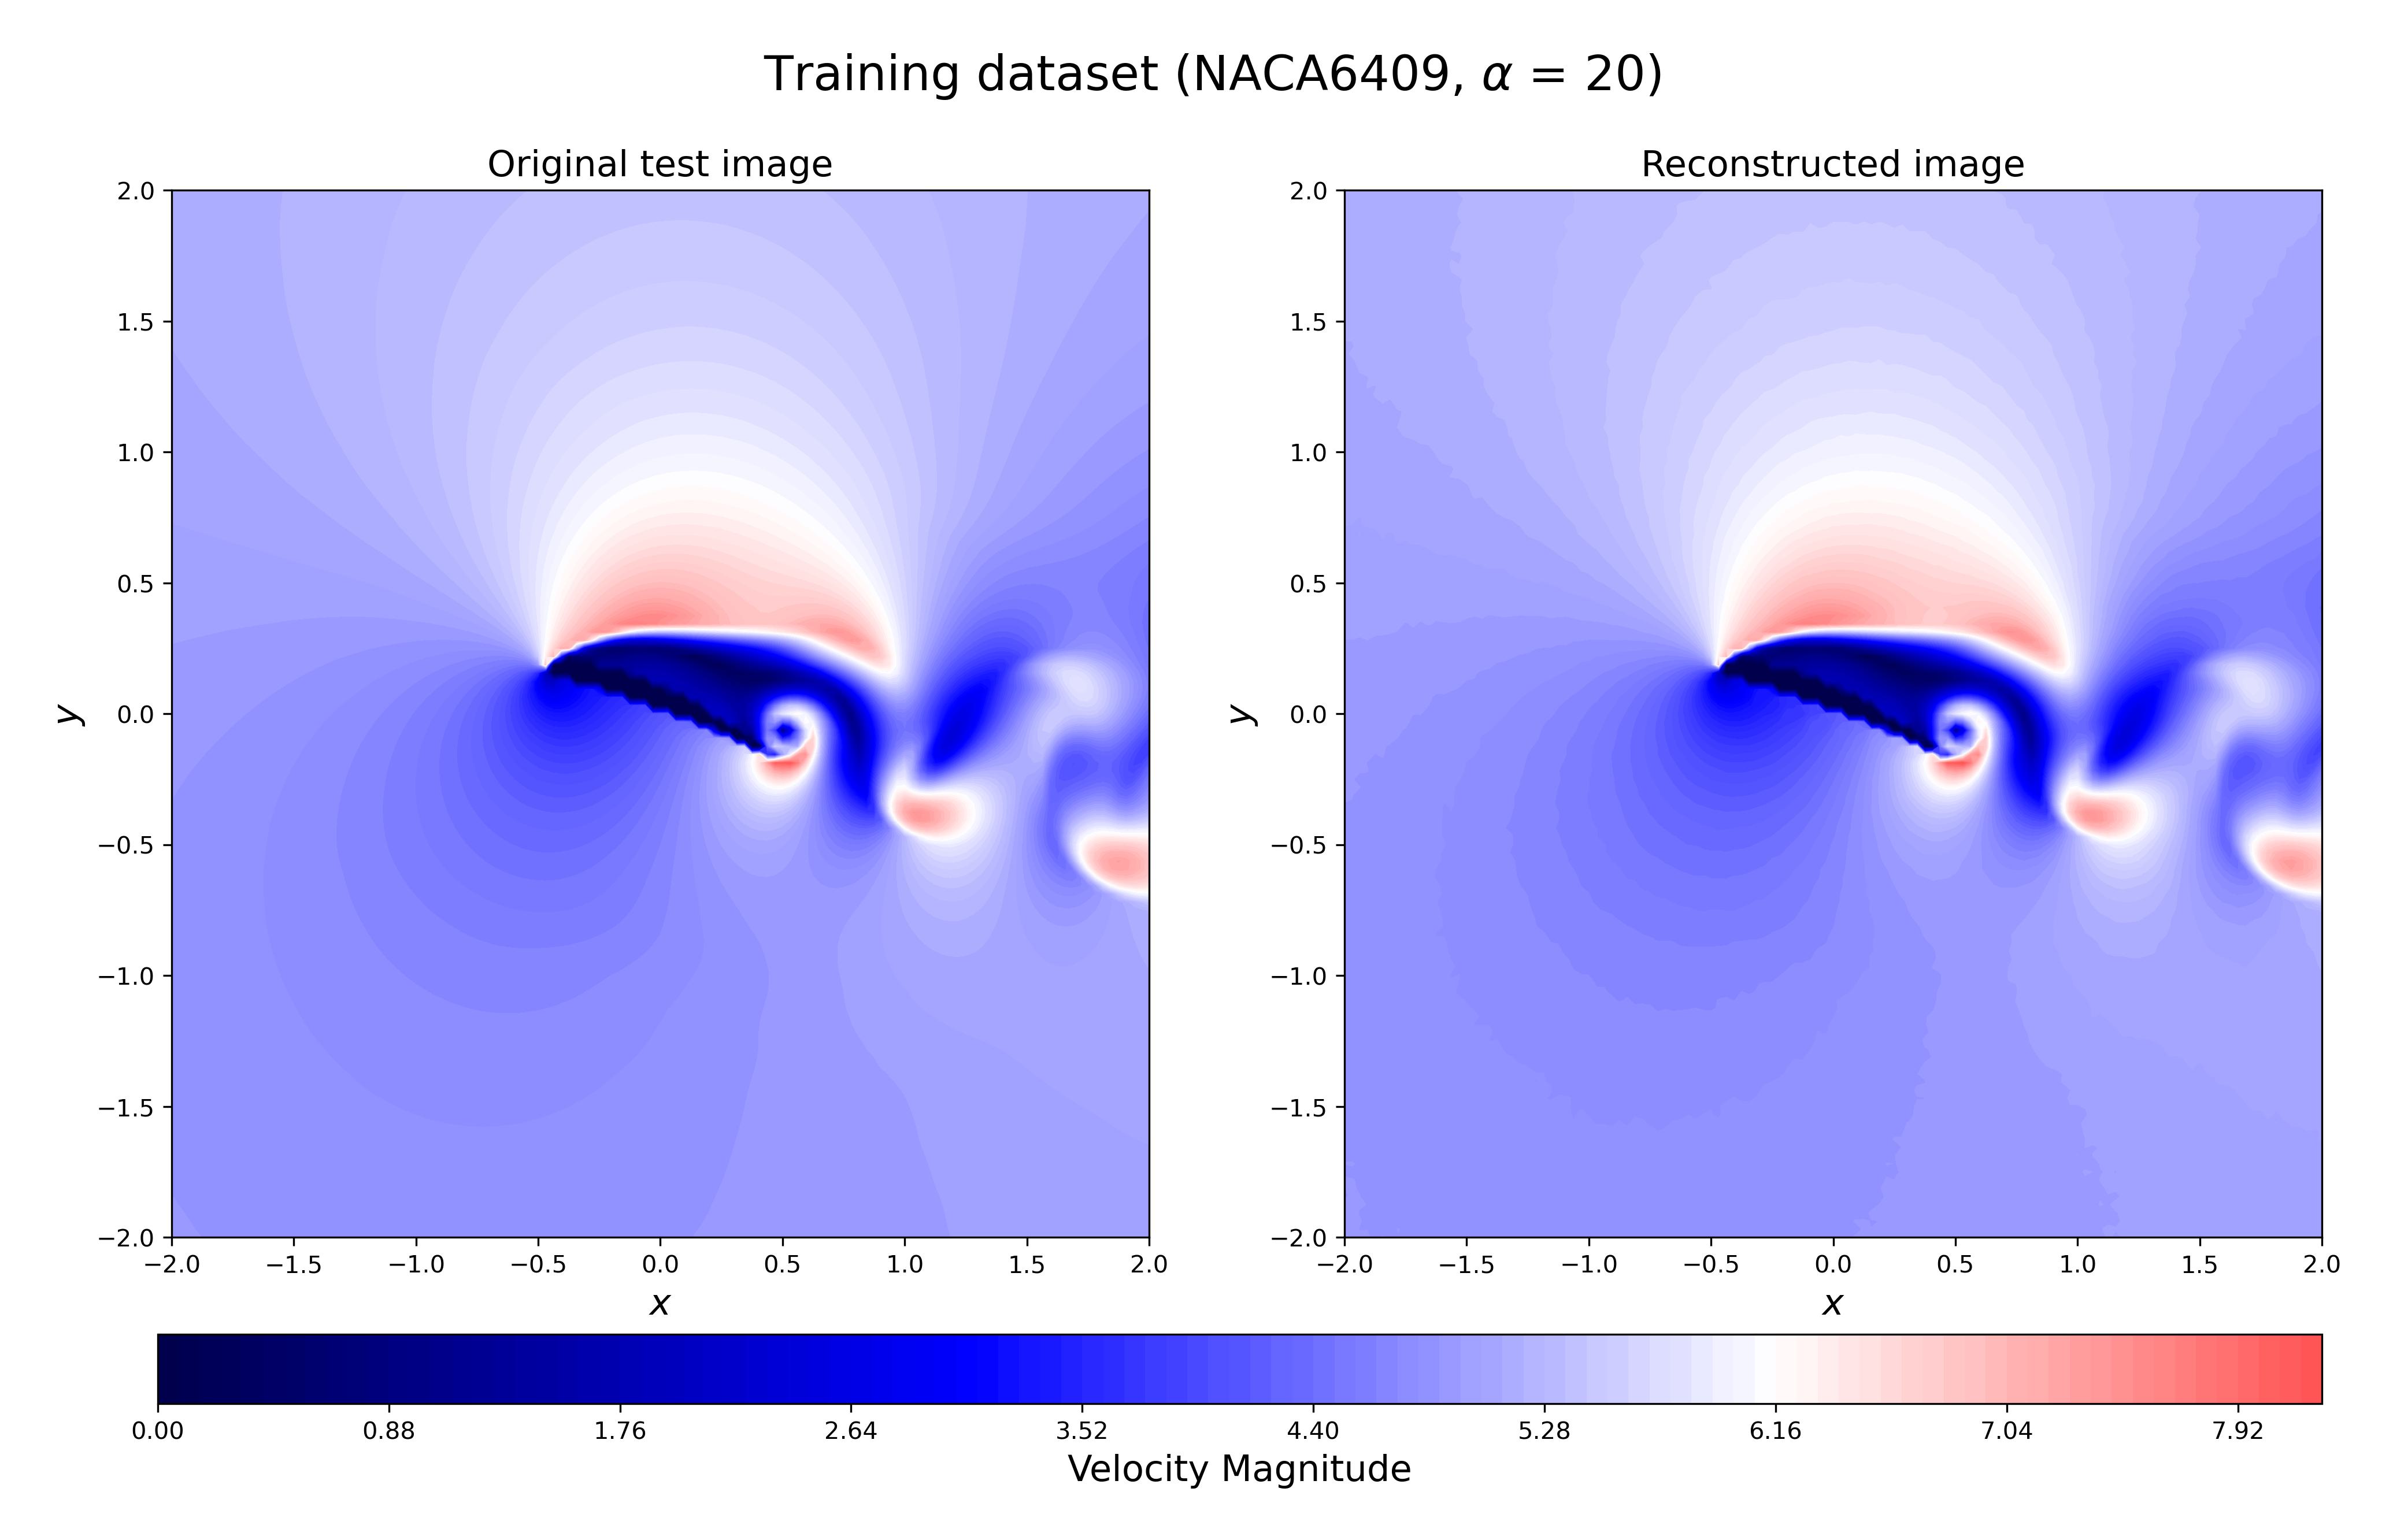 Training dataset (NACA6409, α = 20)
Original test image
2.0
1.5
1.0
0.5
0.0
−0.5
−1.0
−1.5
−2.0
y
−2.0 −1.5 −1.0 −0.5 0.0 0.5 1.0 1.5 2.0
x
Reconstructed image
2.0
1.5
1.0
0.5
0.0
−0.5
−1.0
−1.5
−2.0
y
−2.0 −1.5 −1.0 −0.5 0.0 0.5 1.0 1.5 2.0
x
0.00 0.88 1.76 2.64 3.52 4.40 5.28 6.16 7.04 7.92
Velocity Magnitude